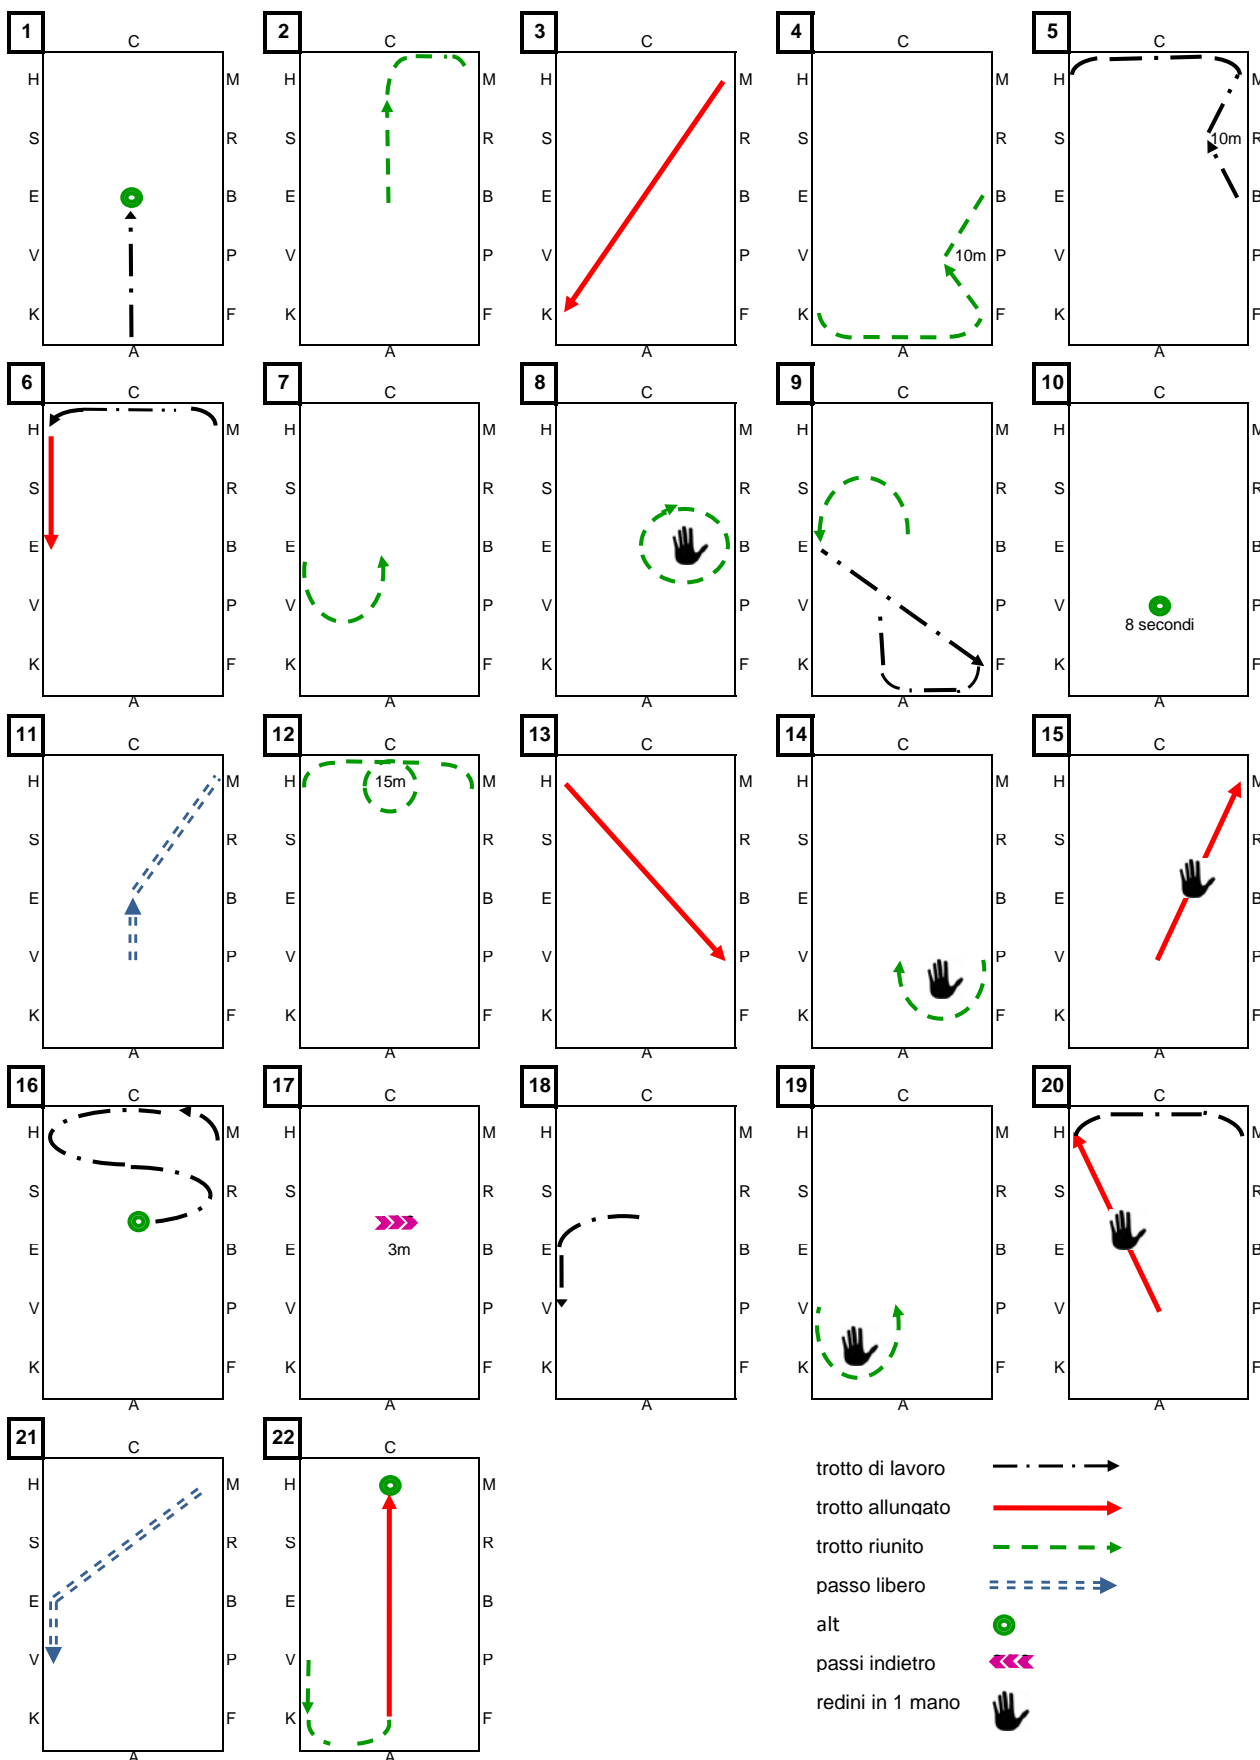 1 2 3 4 5
C C C C C
H M H M H M H M H M
S R S R S R S R S 10m R
E B E B E B E B E B
V P V P V P V 10m P V P
K F K F K F K F K F
A A A A A
6 7 8 9 10
C C C C C
H M H M H M H M H M
S R S R S R S R S R
E B E B E B E B E B
V P V P V P V P V P
8 secondi
K F K F K F K F K F
A A A A A
11 12 13 14 15
C C C C C
H M H 15m M H M H M H M
S R S R S R S R S R
E B E B E B E B E B
V P V P V P V P V P
K F K F K F K F K F
A A A A A
16 17 18 19 20
C C C C C
H M H M H M H M H M
S R S R S R S R S R
E B E 3m B E B E B E B
V P V P V P V P V P
K F K F K F K F K F
A A A A A
21 22
C C
H M H M
S R S R
E B E B
V P V P
K F K F
A A
trotto di lavoro
trotto allungato
trotto riunito
passo libero
alt
passi indietro
redini in 1 mano